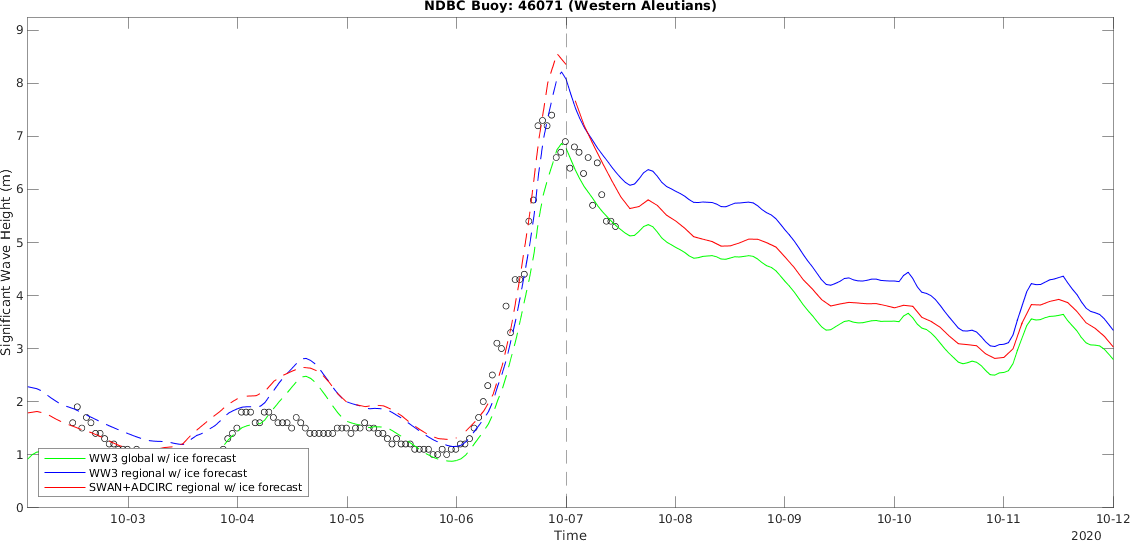 NDBC Buoy: 46071 (Western Aleutians)
Significant Wave Height (m)
9
8
7
6
5
4
3
2
1
0
WW3 global w/ ice forecast
WW3 regional w/ ice forecast
SWAN+ADCIRC regional w/ ice forecast
10-03 10-04 10-05 10-06 10-07 10-08 10-09 10-10 10-11 10-12
Time
2020